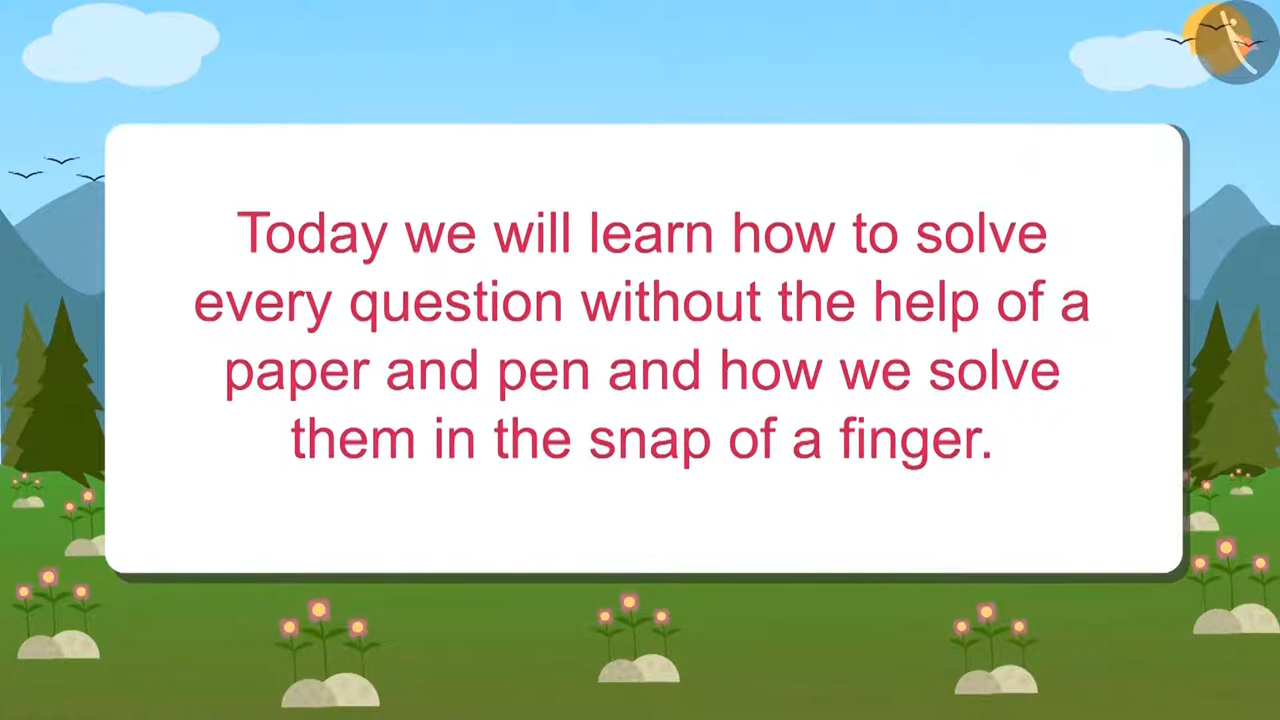 Today we will learn how to solve
every question without the help of a
paper and pen and how we solve
them in the snap of a finger.